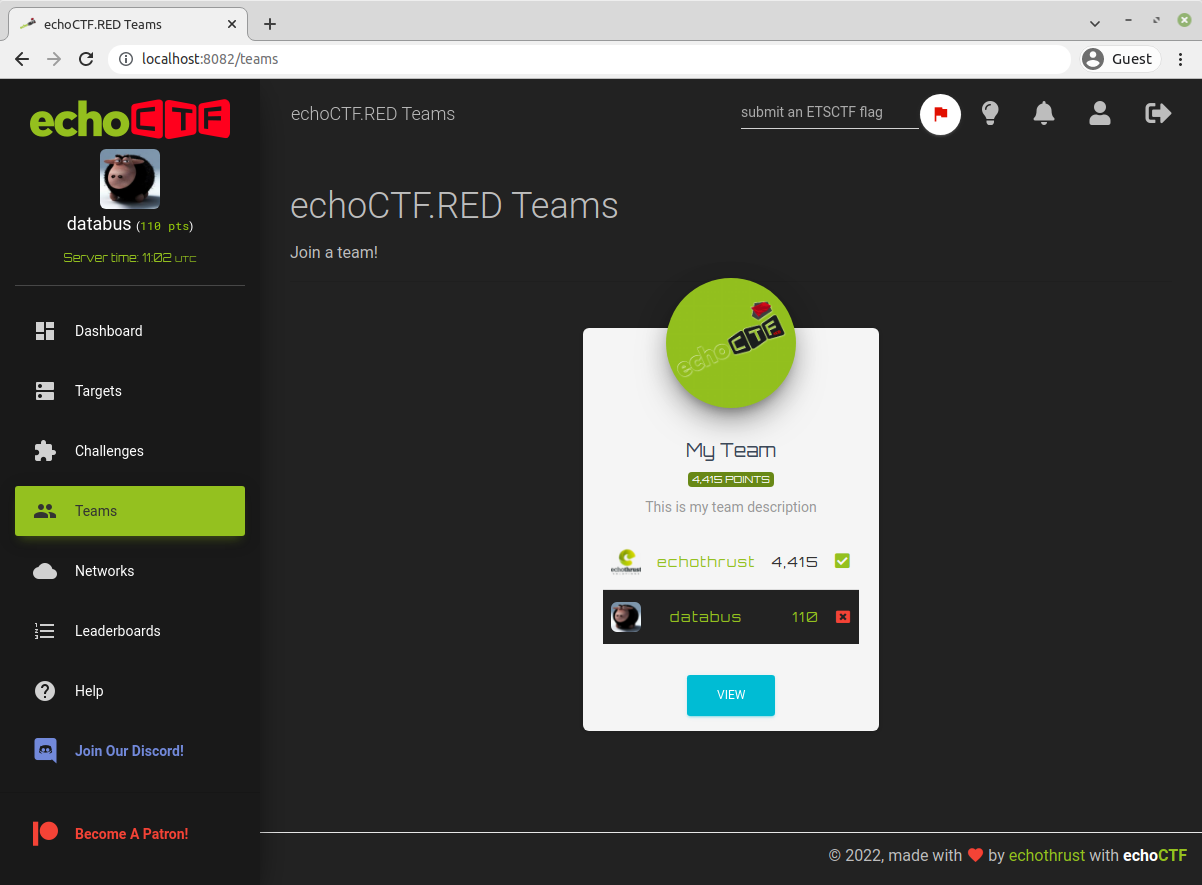 echoCTF.RED Teams
localhost:8082/teams
Guest
echoCTF
databus (110 pts)
Server time: 11:02 UTC
Dashboard
Targets
Challenges
Teams
Networks
Leaderboards
Help
Join Our Discord!
Become A Patron!
echoCTF.RED Teams
submit an ETSCTF flag
echoCTF.RED Teams
Join a team!
echoCTF
My Team
4,415 POINTS
This is my team description
echothrust 4,415
databus 110
VIEW
© 2022, made with by echothrust with echoCTF